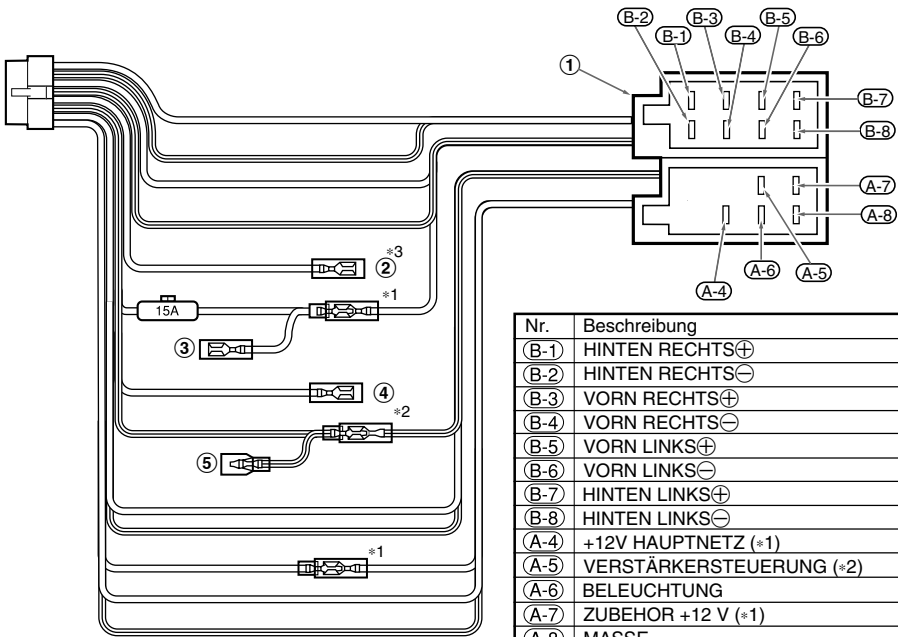 B-2
B-3
B-5
B-1
B-4
B-6
①
B-7
B-8
A-7
A-8
A-6
A-5
A-4
*3
②
*1
15A
③
④
*2
⑤
*1
Nr. Beschreibung
B-1 HINTEN RECHTS⊕
B-2 HINTEN RECHTS⊖
B-3 VORN RECHTS⊕
B-4 VORN RECHTS⊖
B-5 VORN LINKS⊕
B-6 VORN LINKS⊖
B-7 HINTEN LINKS⊕
B-8 HINTEN LINKS⊖
A-4 +12V HAUPTNETZ (*1)
A-5 VERSTÄRKERSTEUERUNG (*2)
A-6 BELEUCHTUNG
A-7 ZUBEHOR +12 V (*1)
A-8 MASSE